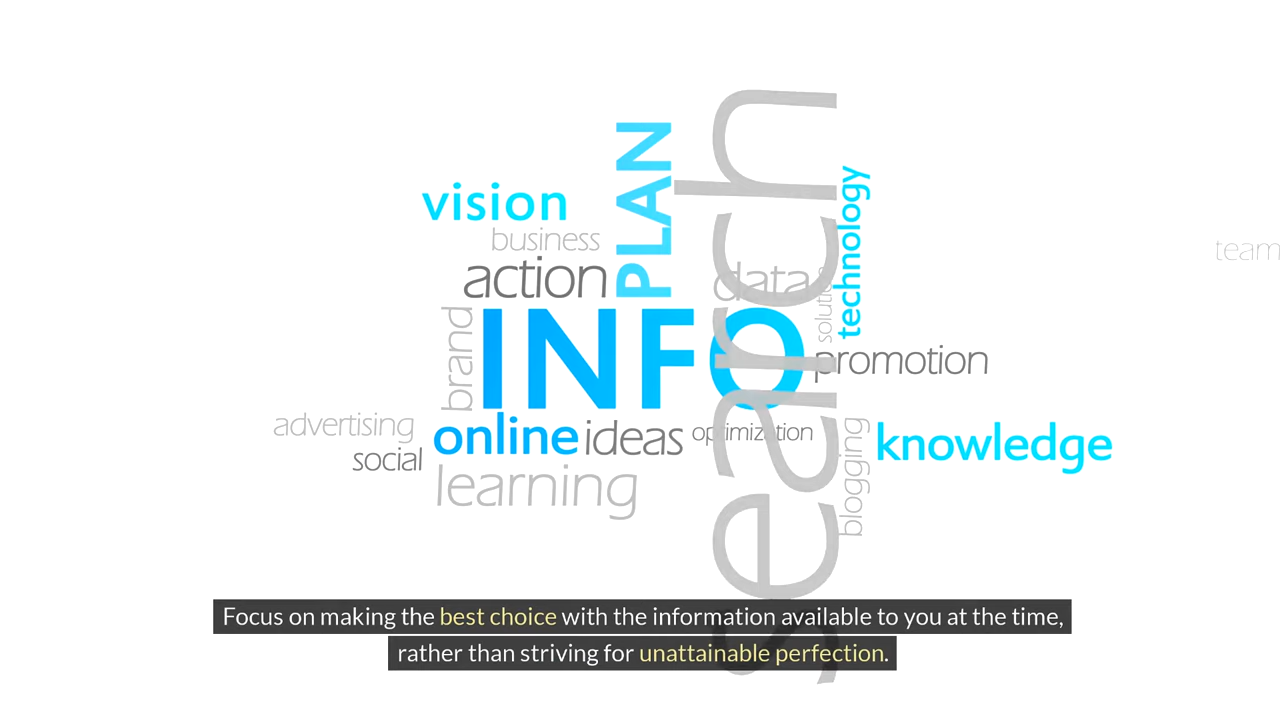 search
PLAN
technology
vision
business
team
action
data
INFO
brand
promotion
advertising
online
ideas
optimization
knowledge
social
blogging
learning
Focus on making the best choice with the information available to you at the time,
rather than striving for unattainable perfection.